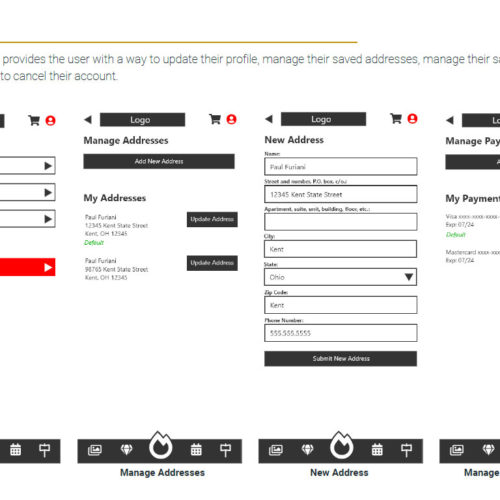 provides the user with a way to update their profile, manage their saved addresses, manage their
to cancel their account.
Logo
Manage Addresses
Add New Address
My Addresses
Paul Furiani
12345 Kent State Street
Kent, OH 12345
Default
Update Address
Paul Furiani
98765 Kent State Street
Kent, OH 12345
Update Address
Manage Addresses
Logo
New Address
Name:
Paul Furiani
Street and number, P.O. box, c/o.:
12345 Kent State Street
Apartment, suite, unit, building, floor, etc.:
City:
Kent
State:
Ohio
Zip Code:
Kent
Phone Number:
555.555.5555
Submit New Address
New Address
Manage Pay
My Payment
Visa xxxx-xxxx-xxxx-
Exp: 07/24
Default
Mastercard xxxx-xxx
Exp: 07/24
Manage